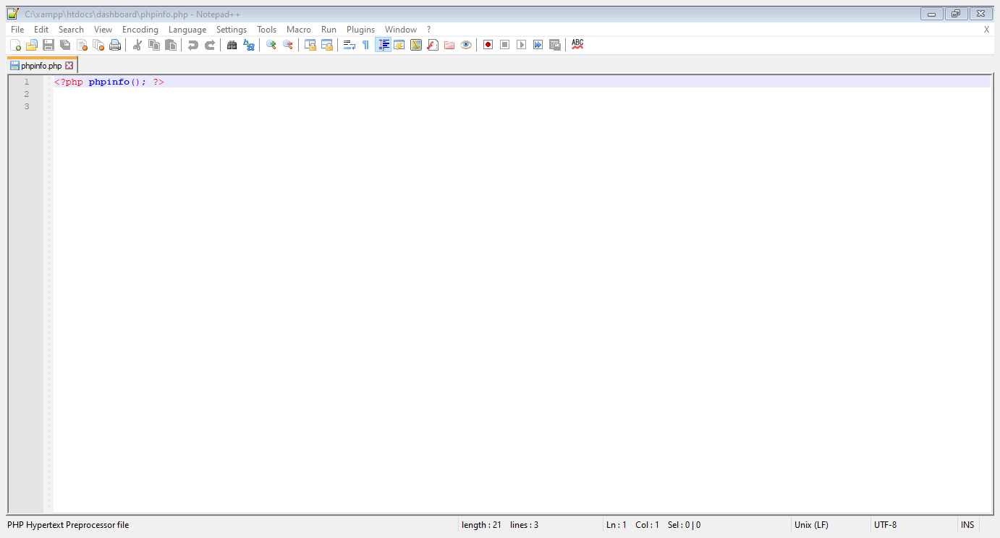 C:\xampp\htdocs\dashboard\phpinfo.php - Notepad++
File Edit Search View Encoding Language Settings Tools Macro Run Plugins Window ? X
ABC
phpinfo.php
1 <?php phpinfo(); ?>
2
3
PHP Hypertext Preprocessor file length : 21 lines : 3 Ln : 1 Col : 1 Sel : 0 | 0 Unix (LF) UTF-8 INS